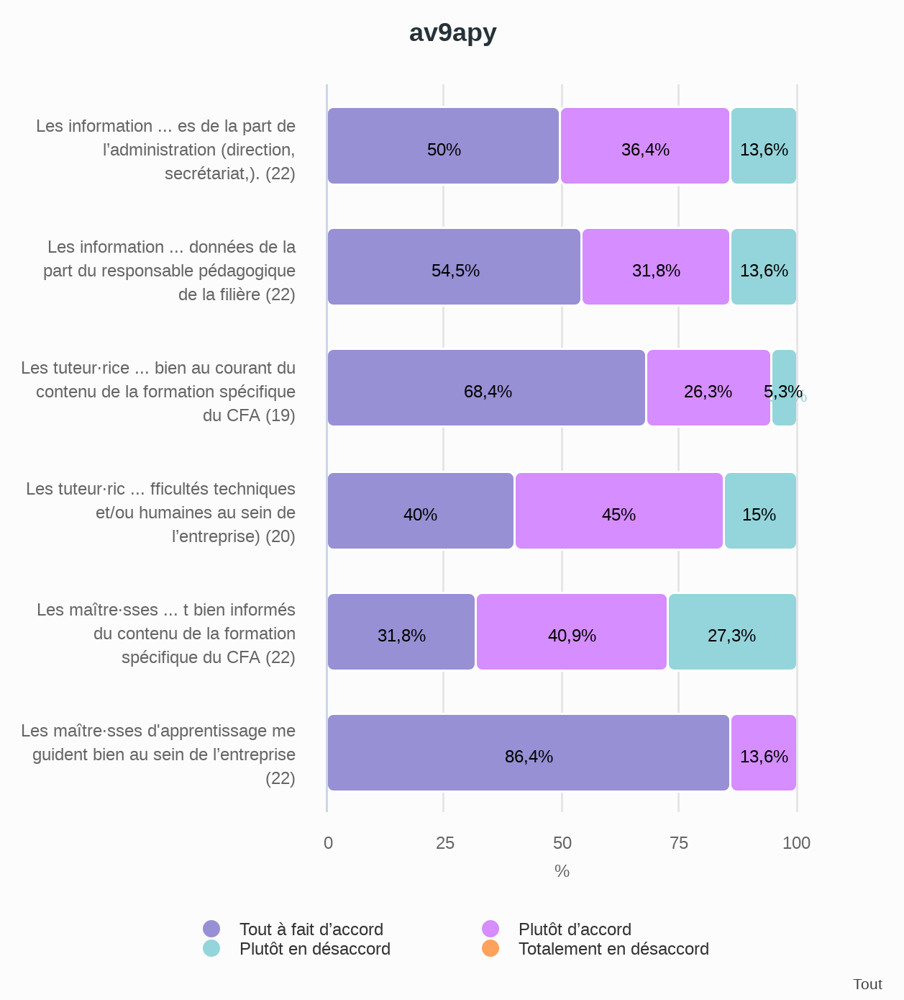 av9apy
Les information ... es de la part de
l’administration (direction,
secrétariat,). (22)
50%
36,4%
13,6%
Les information ... données de la
part du responsable pédagogique
de la filière (22)
54,5%
31,8%
13,6%
Les tuteur·rice ... bien au courant du
contenu de la formation spécifique
du CFA (19)
68,4%
26,3%
5,3%
Les tuteur·ric ... fficultés techniques
et/ou humaines au sein de
l’entreprise) (20)
40%
45%
15%
Les maître·sses ... t bien informés
du contenu de la formation
spécifique du CFA (22)
31,8%
40,9%
27,3%
Les maître·sses d'apprentissage me
guident bien au sein de l’entreprise
(22)
86,4%
13,6%
0 25 50 75 100
%
Tout à fait d’accord
Plutôt d’accord
Plutôt en désaccord
Totalement en désaccord
Tout